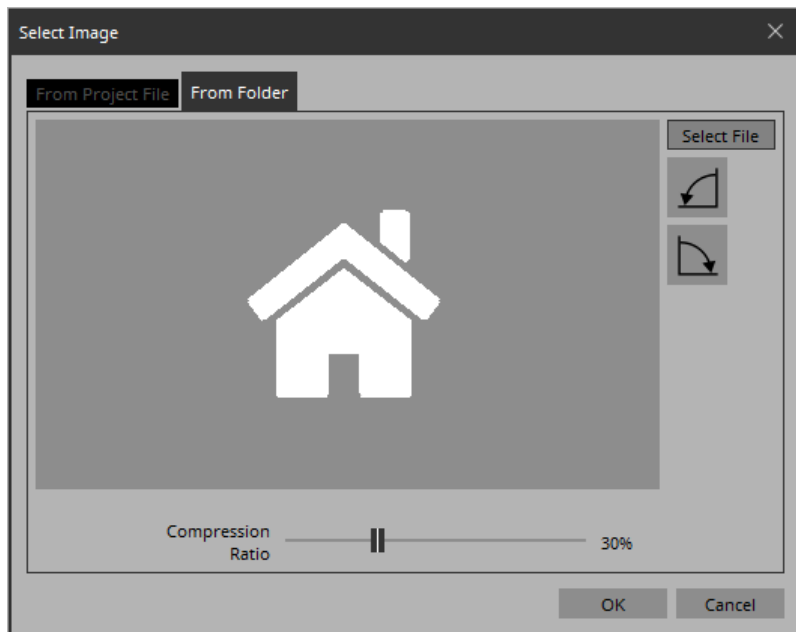 Select Image
From Project File
From Folder
Select File
Compression
Ratio
30%
OK
Cancel